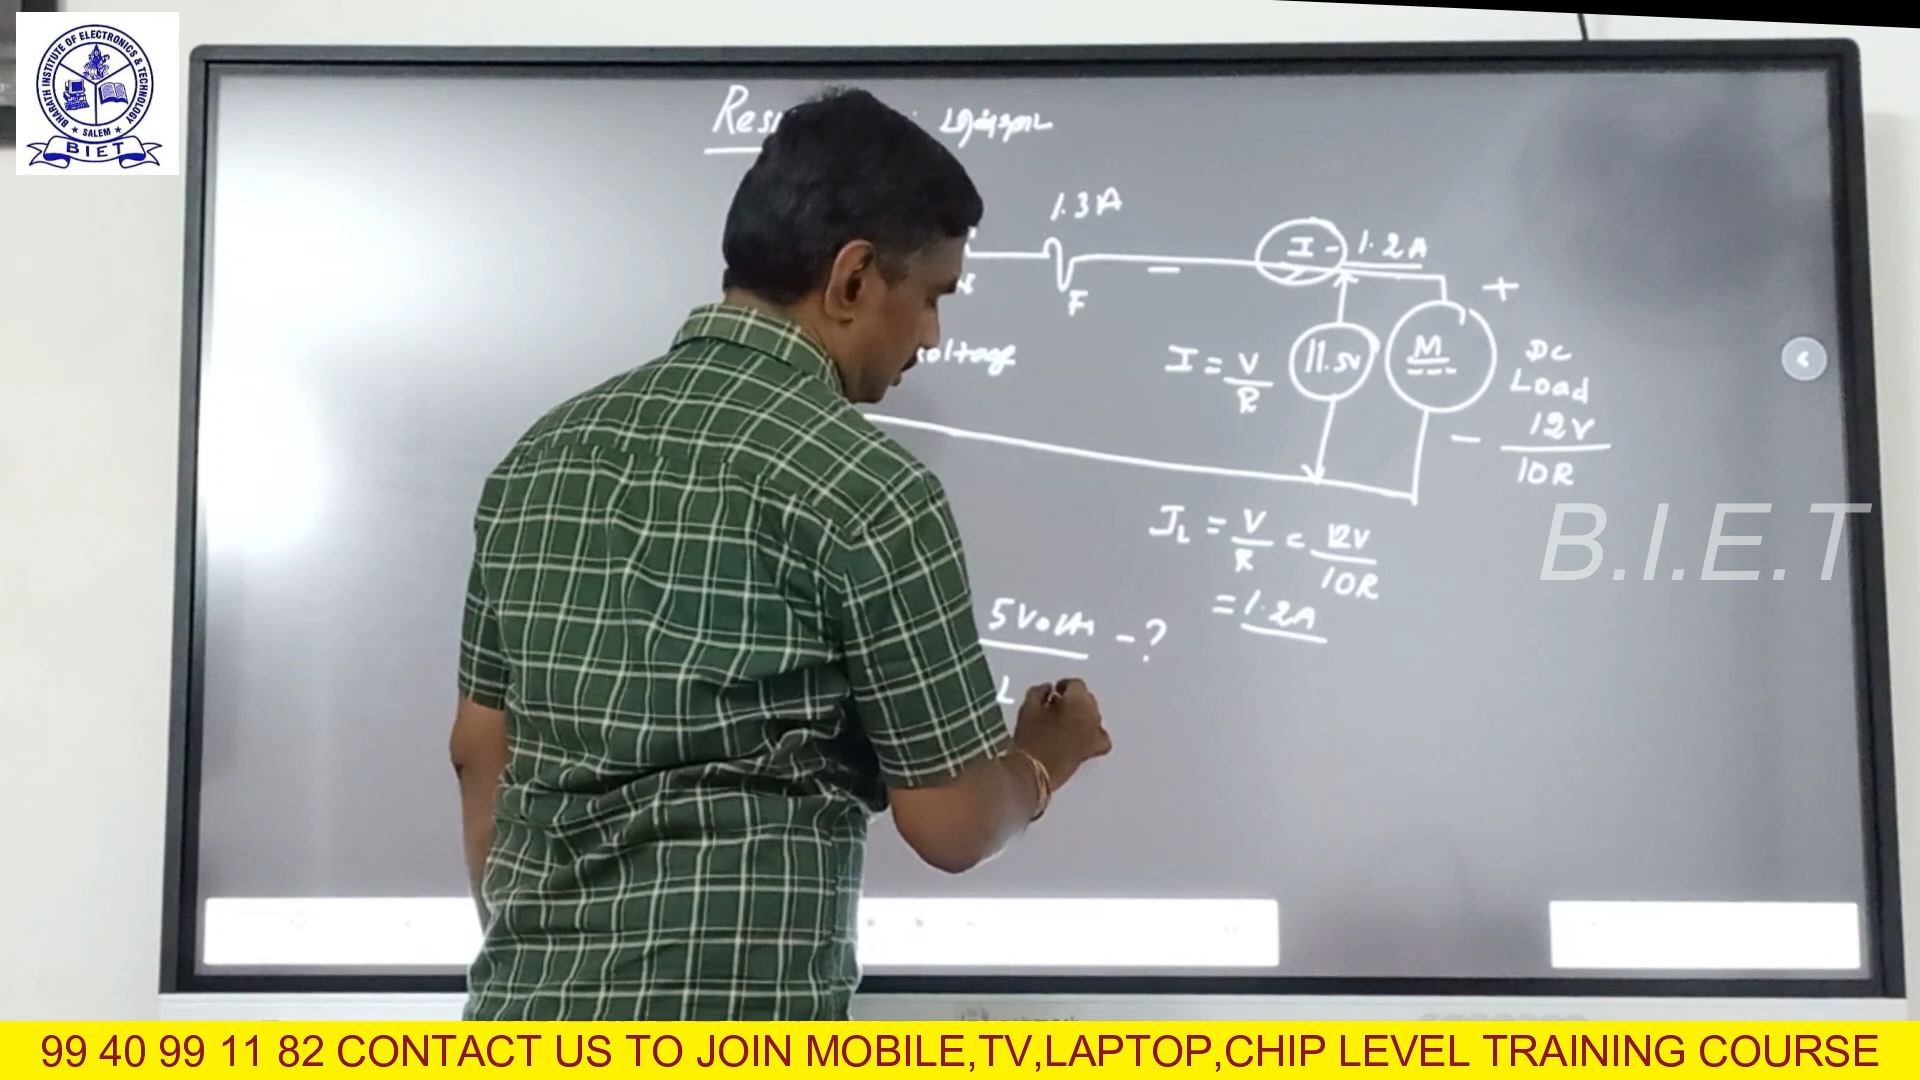 BHARATH INSTITUTE OF ELECTRONICS & TECHNOLOGY
★ SALEM ★
BIET
1.3A
F
I - 1.2A
+
I = V/R
11.5V
M
DC
Load
- 12V/10R
IL = V/R = 12V/10R
= 1.2A
-?
B.I.E.T
99 40 99 11 82 CONTACT US TO JOIN MOBILE,TV,LAPTOP,CHIP LEVEL TRAINING COURSE